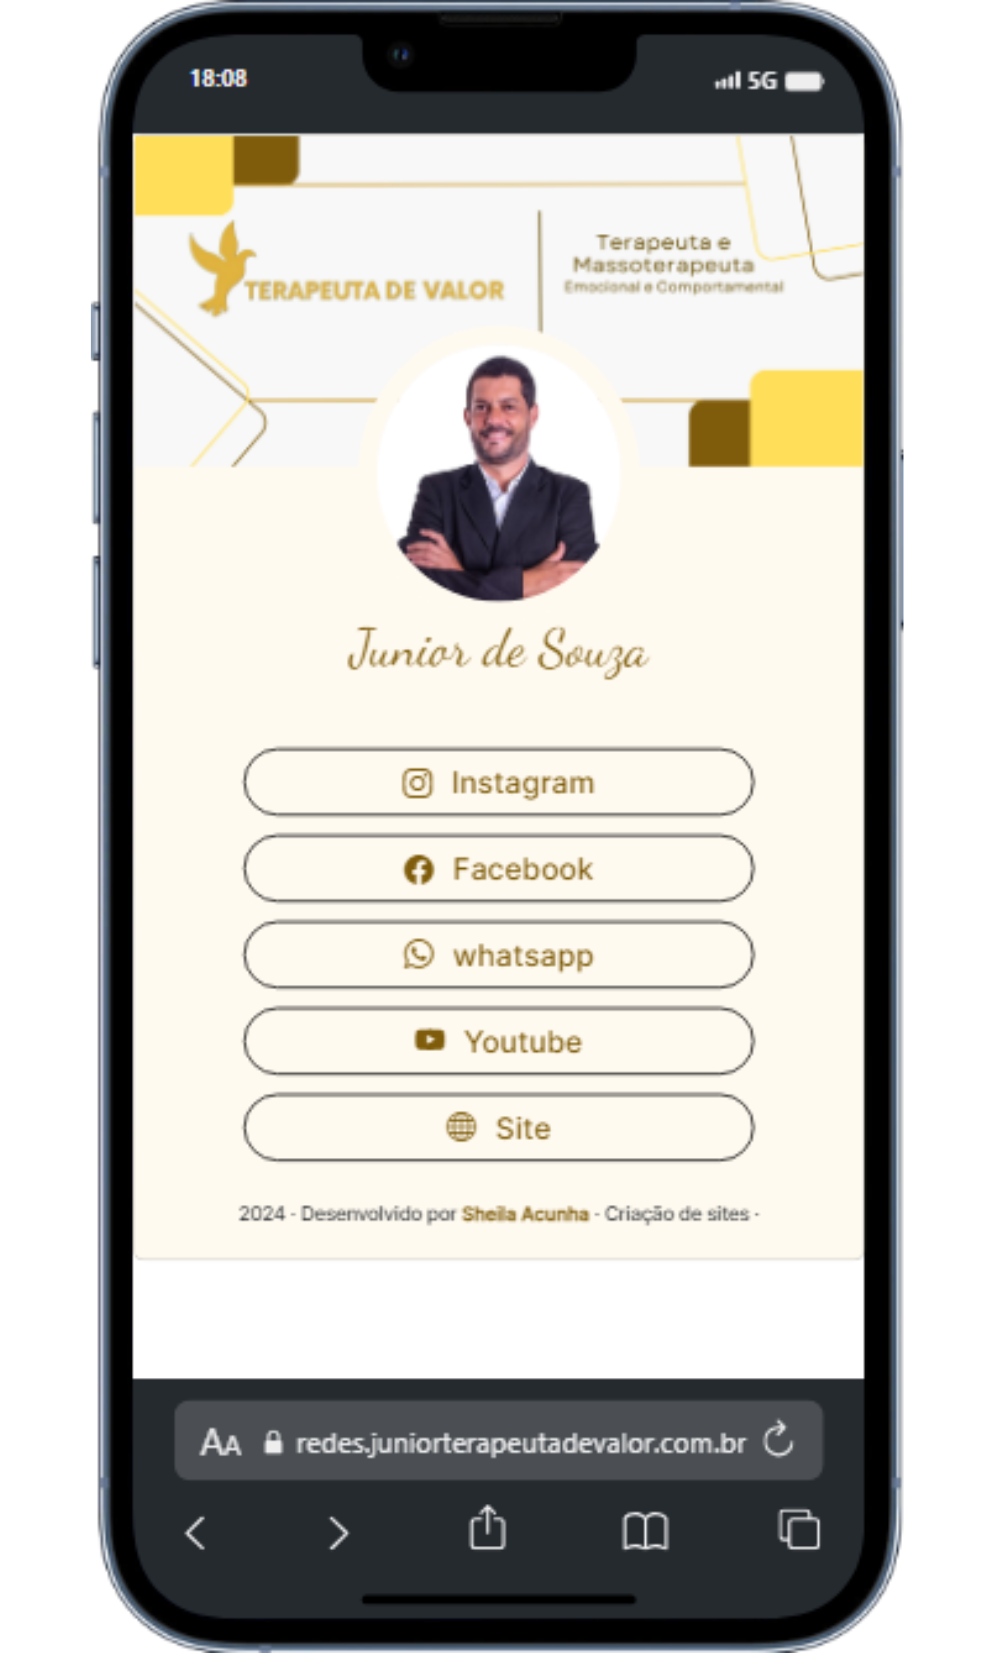 18:08
5G
TERAPEUTA DE VALOR
Terapeuta e
Massoterapeuta
Emocional e Comportamental
Junior de Souza
Instagram
Facebook
whatsapp
Youtube
Site
2024 - Desenvolvido por Sheila Acunha - Criação de sites -
AA redes.juniorterapeutadevalor.com.br